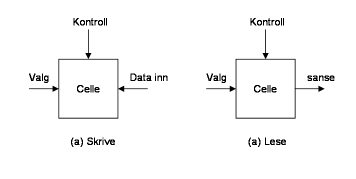 Kontroll
Valg
Celle
Data inn
(a) Skrive
Kontroll
Valg
Celle
sanse
(a) Lese